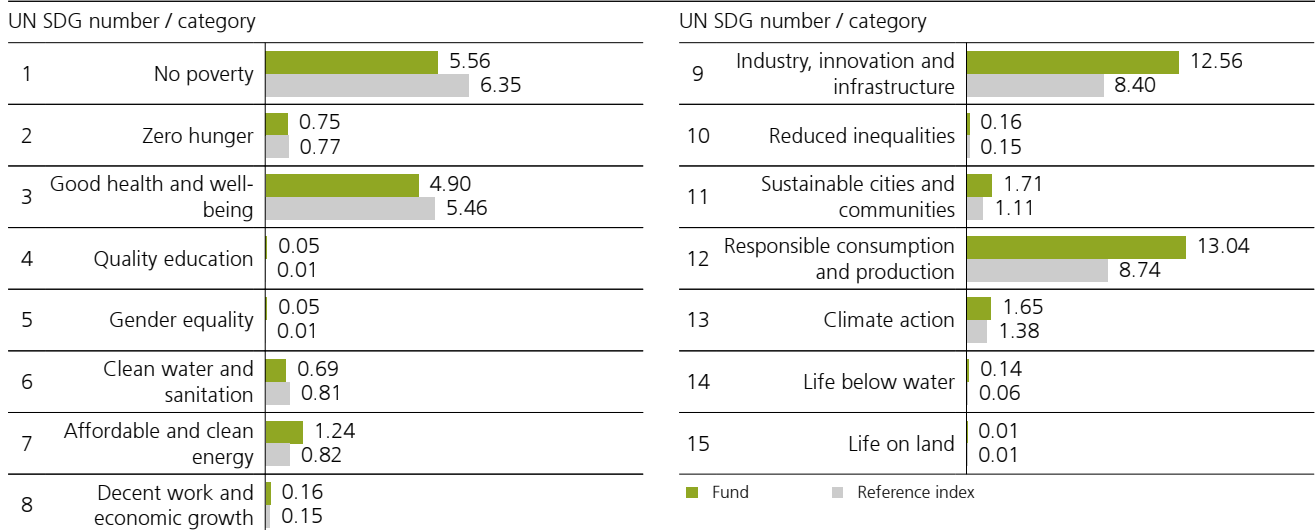 UN SDG number / category
1 No poverty 5.56
6.35
2 Zero hunger 0.75
0.77
3 Good health and well-
being 4.90
5.46
4 Quality education 0.05
0.01
5 Gender equality 0.05
0.01
6 Clean water and
sanitation 0.69
0.81
7 Affordable and clean
energy 1.24
0.82
8 Decent work and
economic growth 0.16
0.15
UN SDG number / category
9 Industry, innovation and
infrastructure 12.56
8.40
10 Reduced inequalities 0.16
0.15
11 Sustainable cities and
communities 1.71
1.11
12 Responsible consumption
and production 13.04
8.74
13 Climate action 1.65
1.38
14 Life below water 0.14
0.06
15 Life on land 0.01
0.01
Fund Reference index